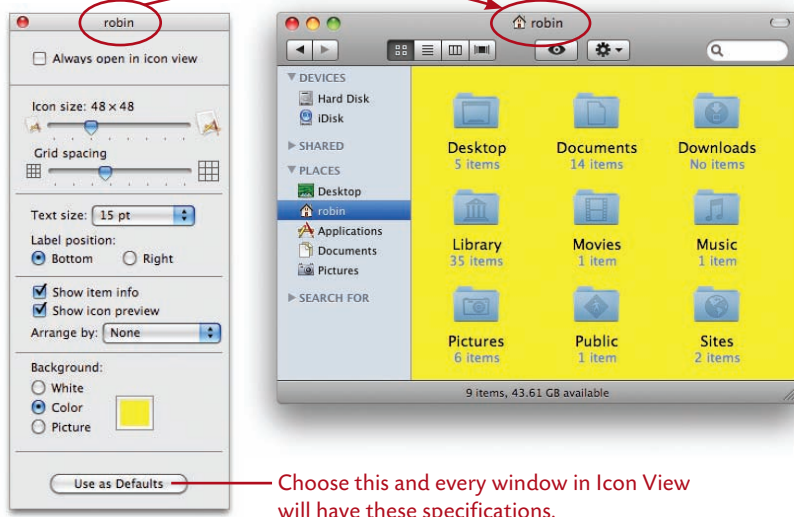 robin
Always open in icon view
Icon size: 48 × 48
Grid spacing
Text size: 15 pt
Label position:
Bottom Right
Show item info
Show icon preview
Arrange by: None
Background:
White
Color
Picture
Use as Defaults
robin
DEVICES
Hard Disk
iDisk
SHARED
PLACES
Desktop
robin
Applications
Documents
Pictures
SEARCH FOR
Desktop Documents Downloads
5 items 14 items No items
Library Movies Music
35 items 1 item 1 item
Pictures Public Sites
6 items 1 item 2 items
9 items, 43.61 GB available
Choose this and every window in Icon View
will have these specifications.